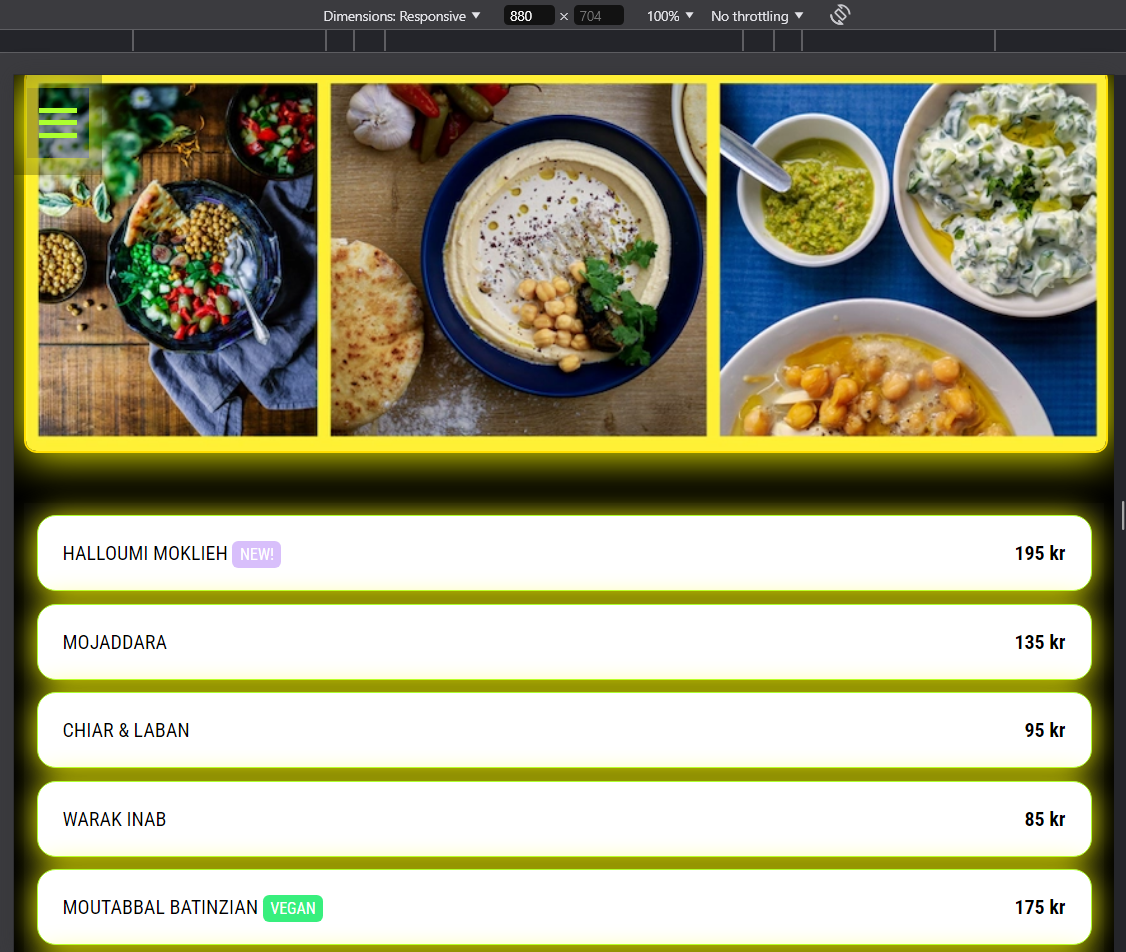 Dimensions: Responsive 880 × 704 100% No throttling
HALLOUMI MOKLIEH NEW! 195 kr
MOJADDARA 135 kr
CHIAR & LABAN 95 kr
WARAK INAB 85 kr
MOUTABBAL BATINZIAN VEGAN 175 kr